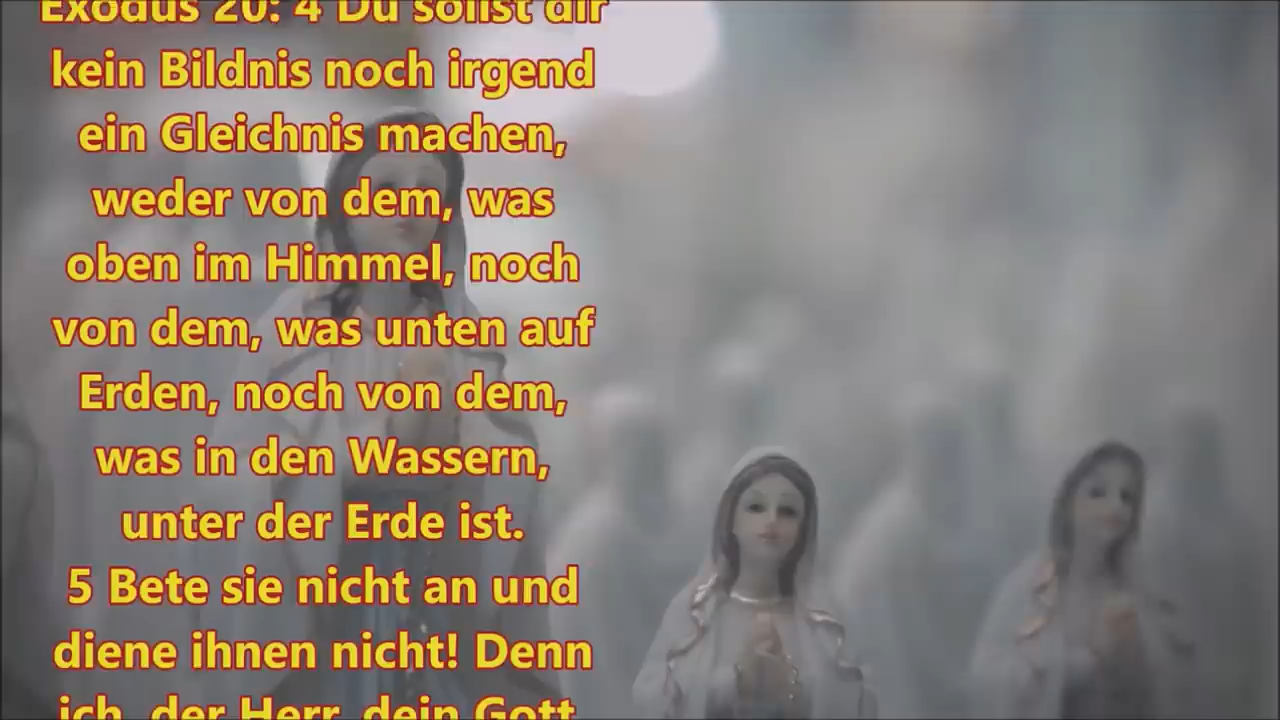 Exodus 20: 4 Du sollst dir
kein Bildnis noch irgend
ein Gleichnis machen,
weder von dem, was
oben im Himmel, noch
von dem, was unten auf
Erden, noch von dem,
was in den Wassern,
unter der Erde ist.
5 Bete sie nicht an und
diene ihnen nicht! Denn
ich, der Herr, dein Gott,